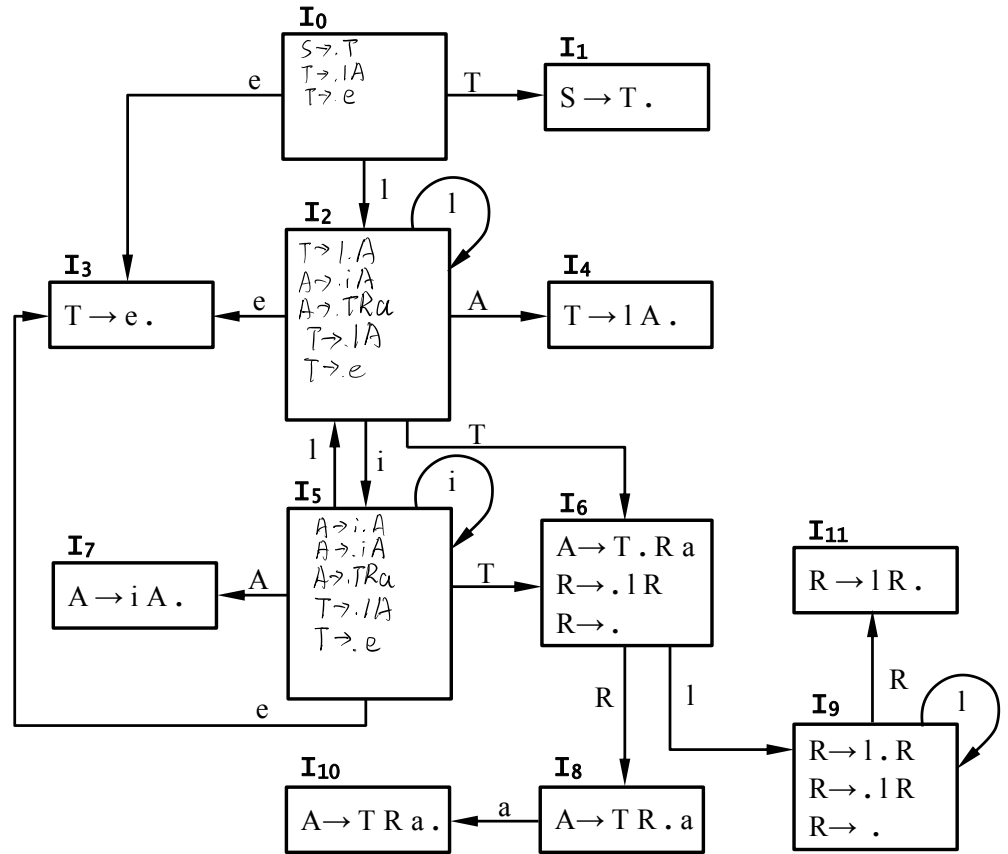 I0
S→.T
T→.lA
T→.e
e
T
I1
S → T .
l
I2
l
T→l.A
A→.iA
A→.TRa
T→.lA
T→.e
I3
T → e .
e
A
I4
T → l A .
l
i
T
I5
i
A→i.A
A→.iA
A→.TRa
T→.lA
T→.e
I7
A → i A .
A
T
I6
A → T . R a
R → . l R
R → .
I11
R → l R .
e
R
l
R
I9
l
R → l . R
R → . l R
R → .
I10
A → T R a .
a
I8
A → T R . a